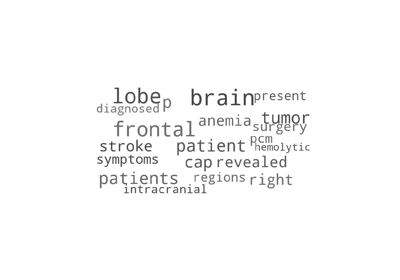 lobe brain present
diagnosed p
anemia tumor
frontal surgery
stroke patient pcm
hemolytic
symptoms cap revealed
patients regions right
intracranial